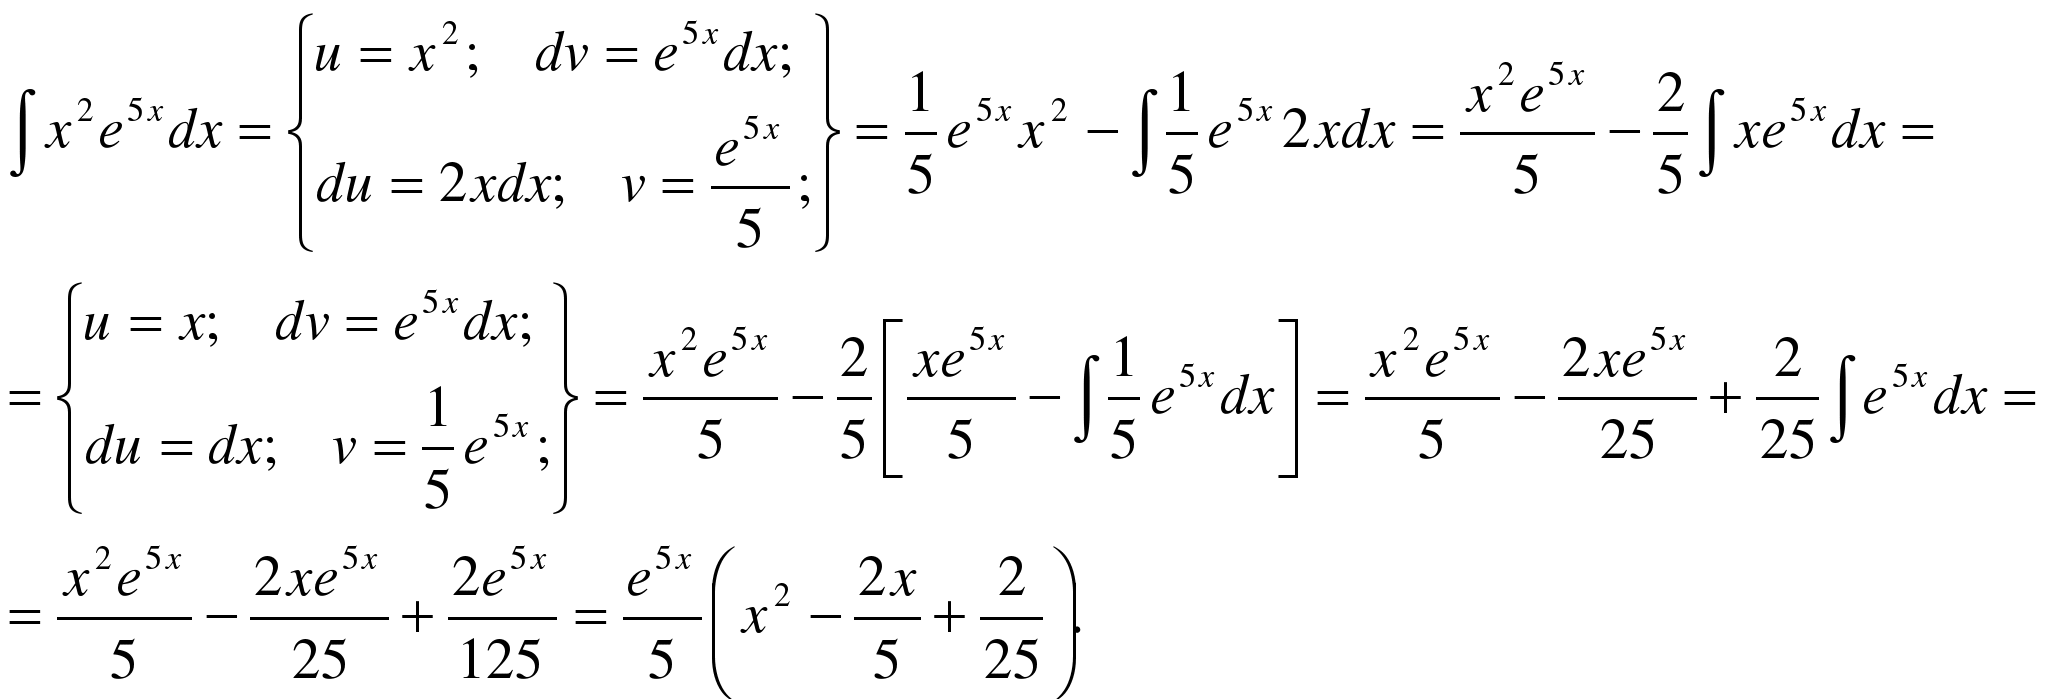 ∫x²e⁵ˣdx = {u = x²; dv = e⁵ˣdx; du = 2xdx; v = e⁵ˣ/5;} = 1/5 e⁵ˣx² − ∫1/5 e⁵ˣ2xdx = x²e⁵ˣ/5 − 2/5 ∫xe⁵ˣdx =
= {u = x; dv = e⁵ˣdx; du = dx; v = 1/5 e⁵ˣ;} = x²e⁵ˣ/5 − 2/5 [xe⁵ˣ/5 − ∫1/5 e⁵ˣdx] = x²e⁵ˣ/5 − 2xe⁵ˣ/25 + 2/25 ∫e⁵ˣdx =
= x²e⁵ˣ/5 − 2xe⁵ˣ/25 + 2e⁵ˣ/125 = e⁵ˣ/5 (x² − 2x/5 + 2/25).